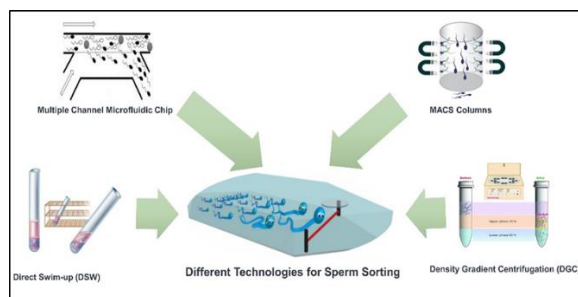 Multiple Channel Microfluidic Chip
MACS Columns
Direct Swim-up (DSW)
Different Technologies for Sperm Sorting
Density Gradient Centrifugation (DGC)